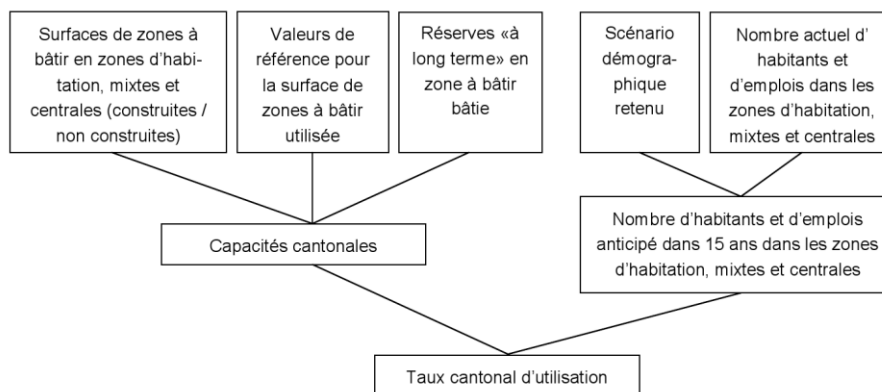 Surfaces de zones à
bâtir en zones d'habi-
tation, mixtes et
centrales (construites /
non construites)
Valeurs de
référence pour
la surface de
zones à bâtir
utilisée
Réserves «à
long terme» en
zone à bâtir
bâtie
Scénario
démogra-
phique
retenu
Nombre actuel d'
habitants et
d'emplois dans les
zones d'habitation,
mixtes et centrales
Capacités cantonales
Nombre d'habitants et d'emplois
anticipé dans 15 ans dans les zones
d'habitation, mixtes et centrales
Taux cantonal d'utilisation